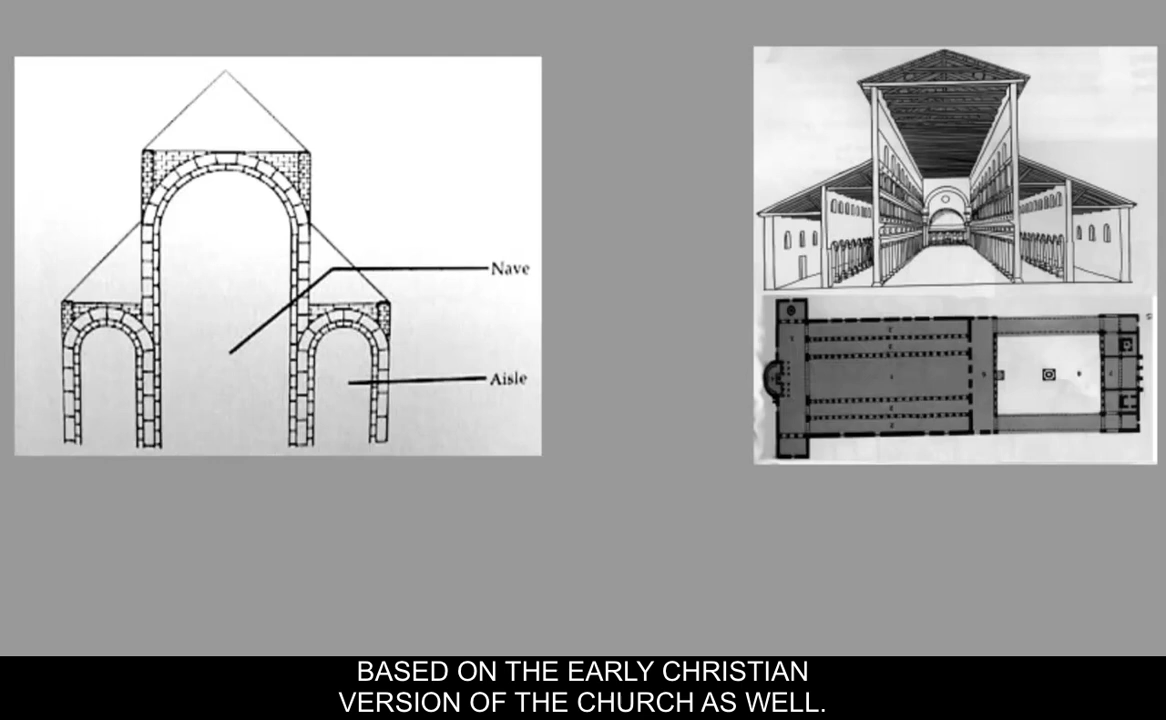 Nave
Aisle
BASED ON THE EARLY CHRISTIAN
VERSION OF THE CHURCH AS WELL.